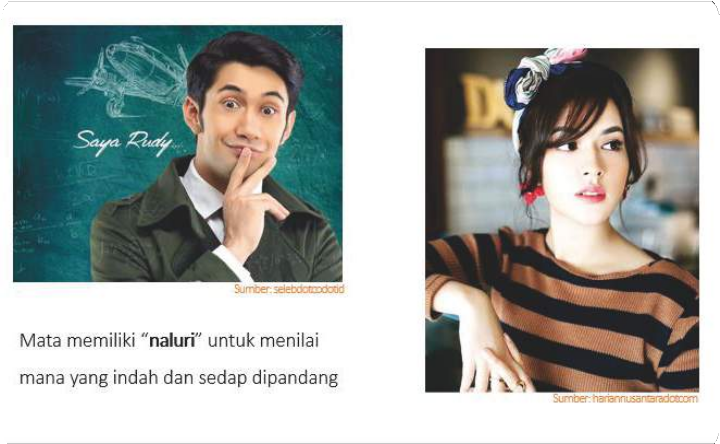 Saya Rudy...
Sumber: selebdotcodotid
Mata memiliki “naluri” untuk menilai
mana yang indah dan sedap dipandang
Sumber: hariannusantaradotcom